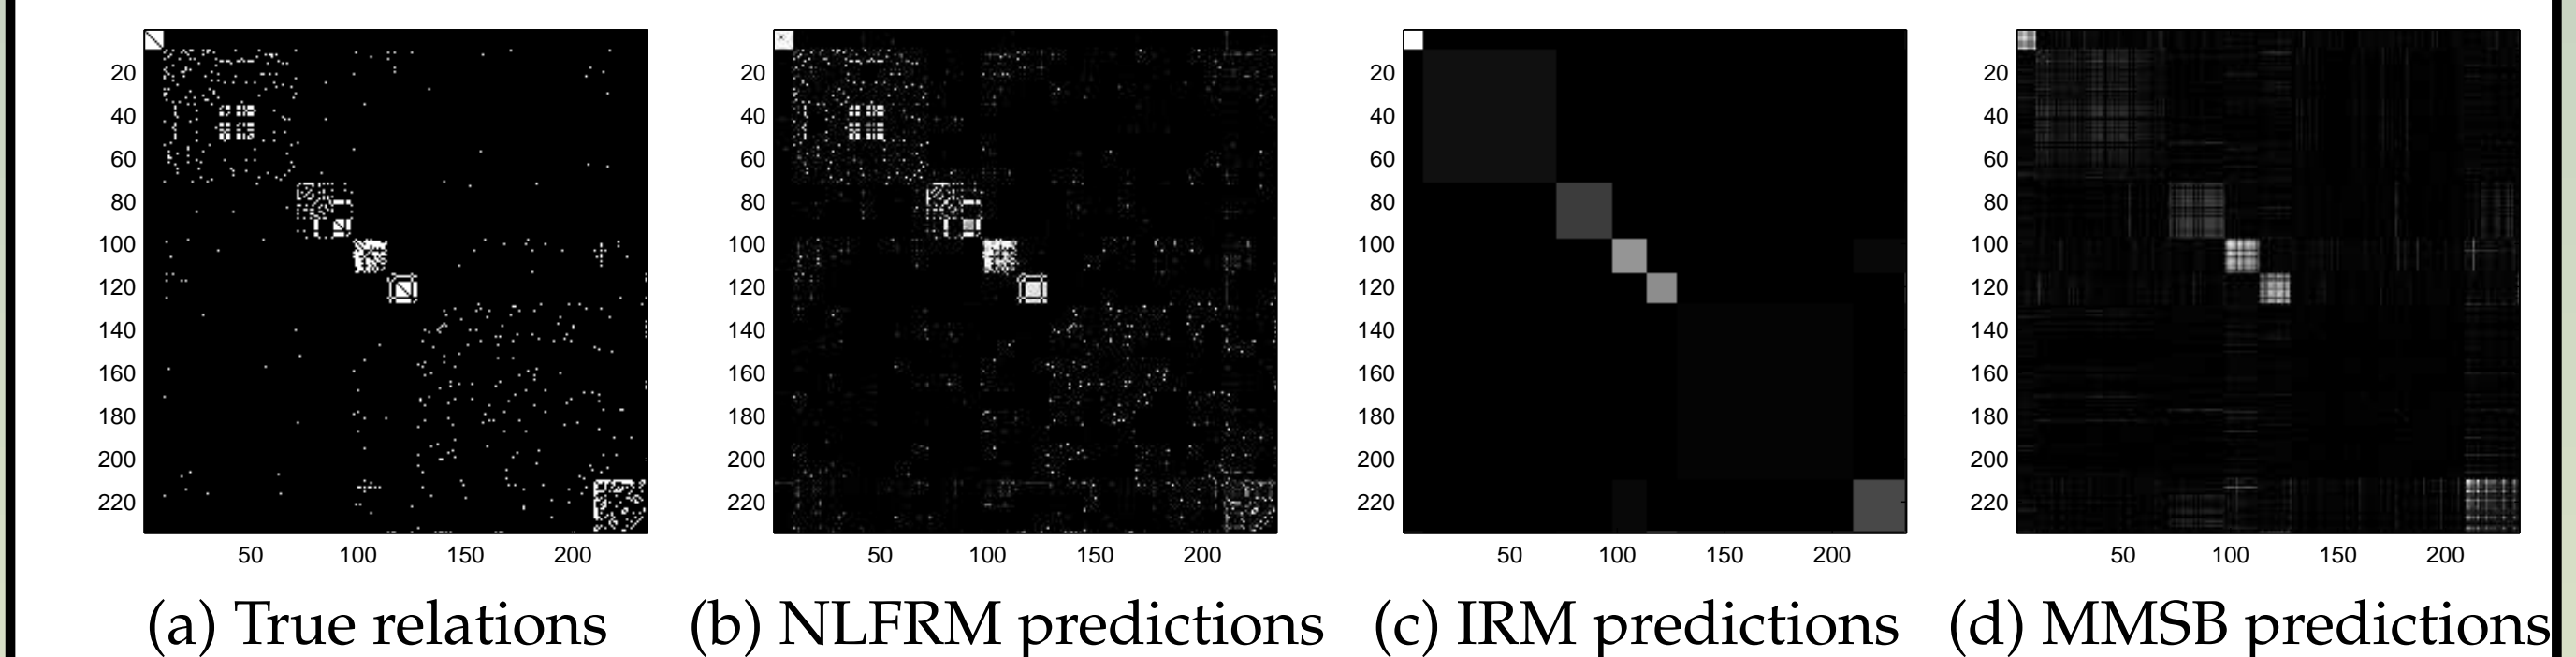 20 20 20 20
40 40 40 40
60 60 60 60
80 80 80 80
100 100 100 100
120 120 120 120
140 140 140 140
160 160 160 160
180 180 180 180
200 200 200 200
220 220 220 220
50 100 150 200 50 100 150 200 50 100 150 200 50 100 150 200
(a) True relations (b) NLFRM predictions (c) IRM predictions (d) MMSB predictions